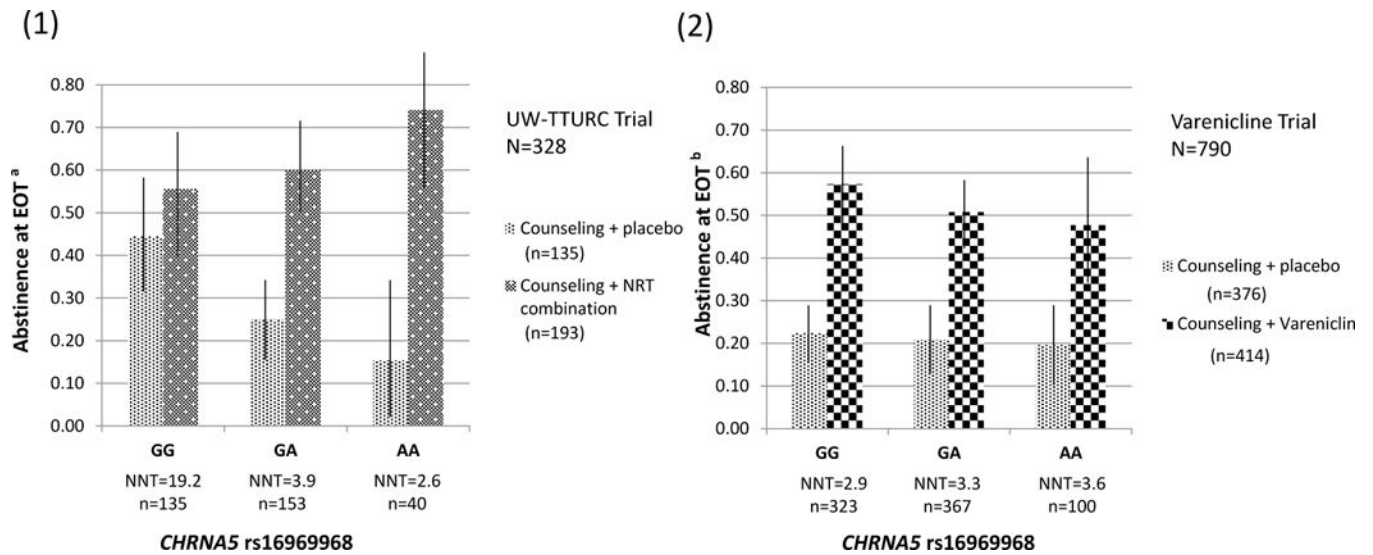 (1)
0.80
0.70
0.60
0.50
0.40
0.30
0.20
0.10
0.00
Abstinence at EOT a
UW-TTURC Trial
N=328
Counseling + placebo
(n=135)
Counseling + NRT
combination
(n=193)
GG
GA
AA
NNT=19.2
NNT=3.9
NNT=2.6
n=135
n=153
n=40
CHRNA5 rs16969968
(2)
0.80
0.70
0.60
0.50
0.40
0.30
0.20
0.10
0.00
Abstinence at EOT b
Varenicline Trial
N=790
Counseling + placebo
(n=376)
Counseling + Vareniclin
(n=414)
GG
GA
AA
NNT=2.9
NNT=3.3
NNT=3.6
n=323
n=367
n=100
CHRNA5 rs16969968